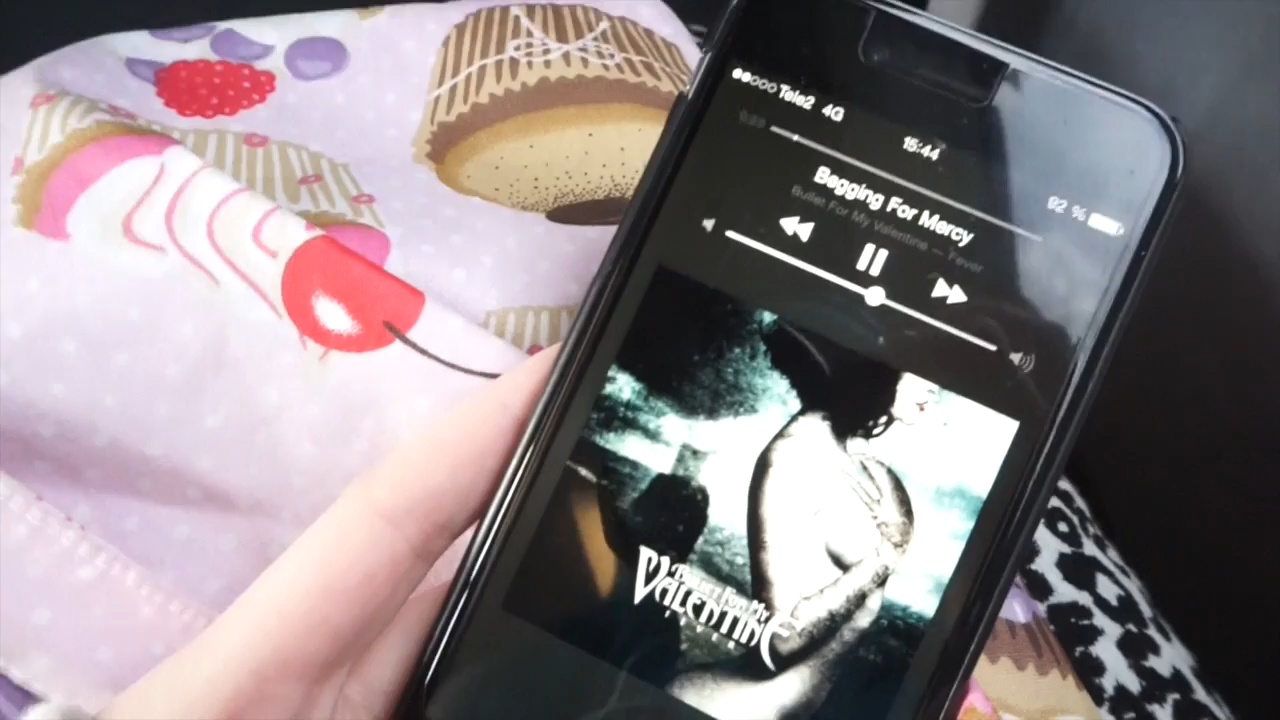 Tele2 4G
15:44
92 %
Begging For Mercy
Bullet For My Valentine — Fever
BULLET FOR MY
VALENTINE